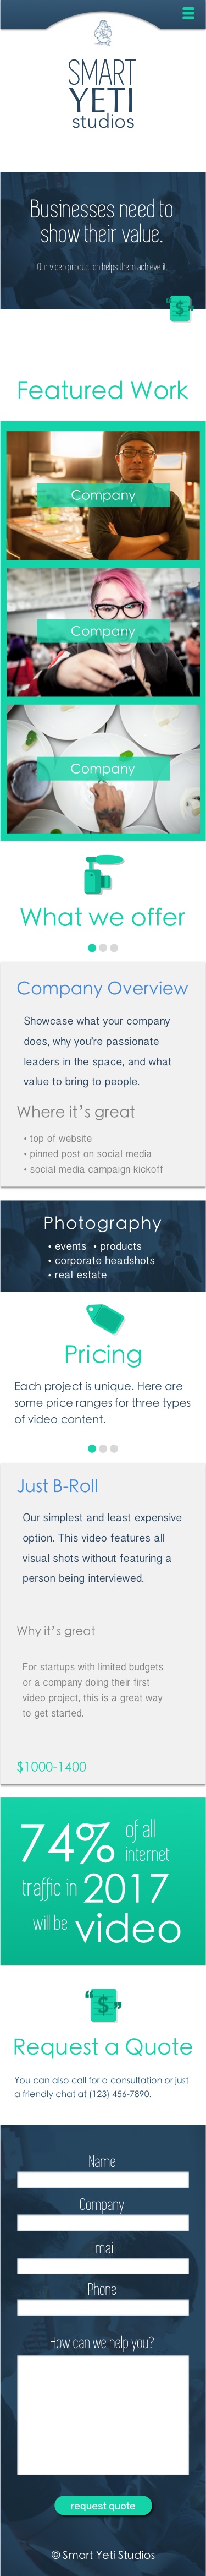 SMART
YETI
studios
Businesses need to
show their value.
Our video production helps them achieve it.
“$”
Featured Work
Company
Company
Company
What we offer
Company Overview
Showcase what your company
does, why you're passionate
leaders in the space, and what
value to bring to people.
Where it's great
• top of website
• pinned post on social media
• social media campaign kickoff
Photography
• events • products
• corporate headshots
• real estate
Pricing
Each project is unique. Here are
some price ranges for three types
of video content.
Just B-Roll
Our simplest and least expensive
option. This video features all
visual shots without featuring a
person being interviewed.
Why it's great
For startups with limited budgets
or a company doing their first
video project, this is a great way
to get started.
$1000-1400
74% of all
internet
traffic in 2017
will be video
“$”
Request a Quote
You can also call for a consultation or just
a friendly chat at (123) 456-7890.
Name
Company
Email
Phone
How can we help you?
request quote
© Smart Yeti Studios